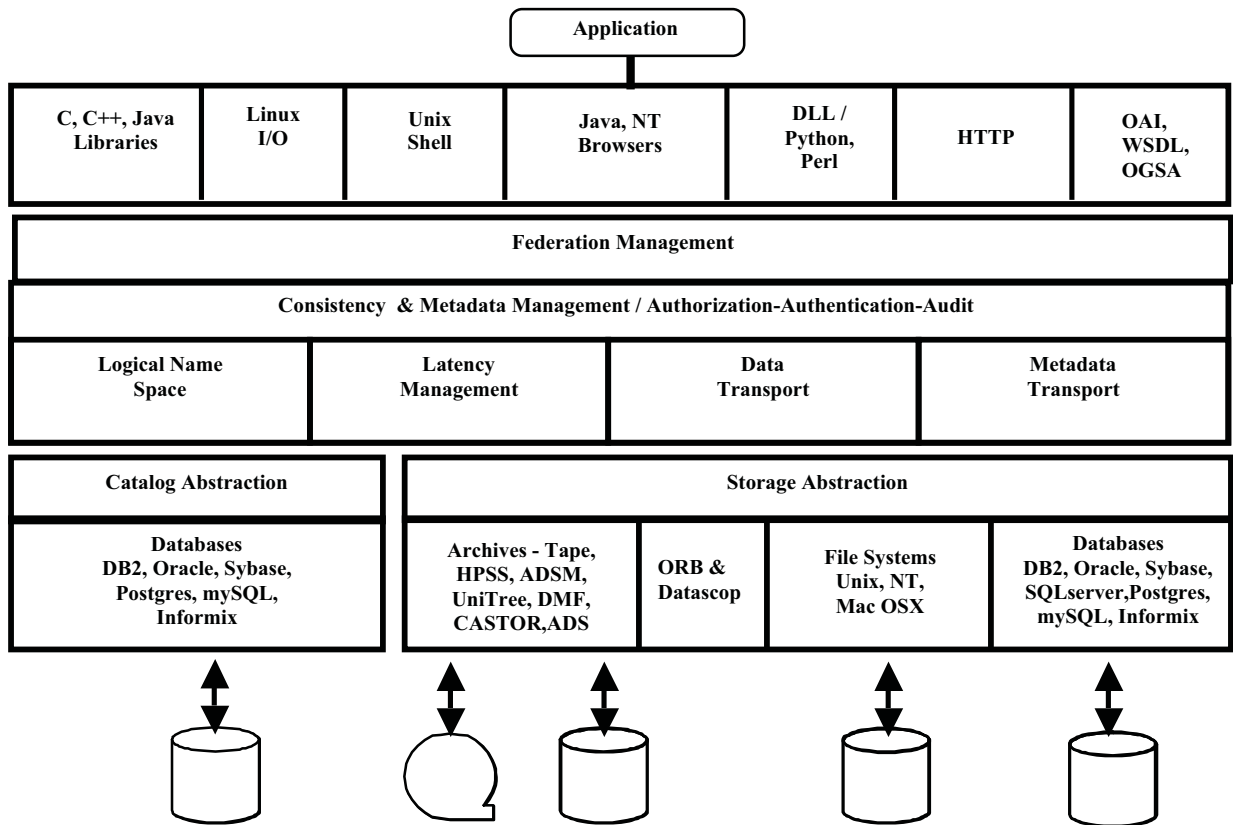 Application
C, C++, Java
Libraries
Linux
I/O
Unix
Shell
Java, NT
Browsers
DLL /
Python,
Perl
HTTP
OAI,
WSDL,
OGSA
Federation Management
Consistency & Metadata Management / Authorization-Authentication-Audit
Logical Name
Space
Latency
Management
Data
Transport
Metadata
Transport
Catalog Abstraction
Storage Abstraction
Databases
DB2, Oracle, Sybase,
Postgres, mySQL,
Informix
Archives - Tape,
HPSS, ADSM,
UniTree, DMF,
CASTOR,ADS
ORB &
Datascop
File Systems
Unix, NT,
Mac OSX
Databases
DB2, Oracle, Sybase,
SQLserver,Postgres,
mySQL, Informix